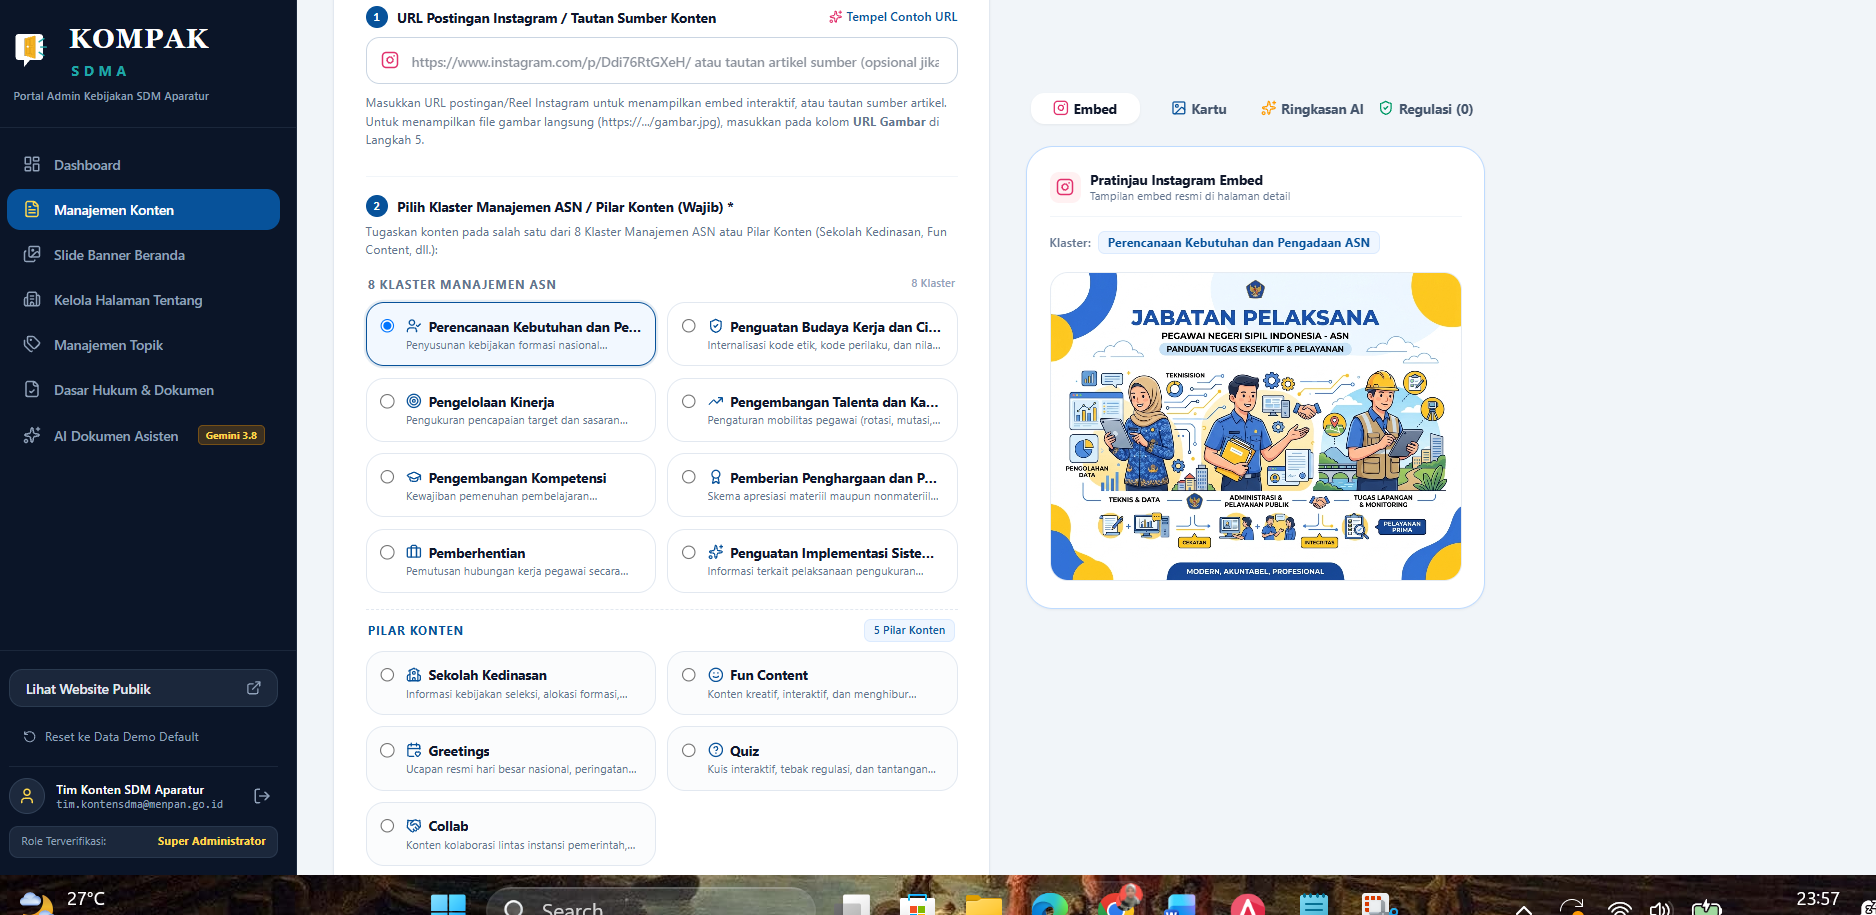 KOMPAK
SDMA
Portal Admin Kebijakan SDM Aparatur
Dashboard
Manajemen Konten
Slide Banner Beranda
Kelola Halaman Tentang
Manajemen Topik
Dasar Hukum & Dokumen
AI Dokumen Asisten
Gemini 3.8
Lihat Website Publik
Reset ke Data Demo Default
Tim Konten SDM Aparatur
tim.kontensdma@menpan.go.id
Role Terverifikasi:
Super Administrator
1 URL Postingan Instagram / Tautan Sumber Konten
Tempel Contoh URL
https://www.instagram.com/p/Ddi76RtGXeH/ atau tautan artikel sumber (opsional jika
Masukkan URL postingan/Reel Instagram untuk menampilkan embed interaktif, atau tautan sumber artikel.
Untuk menampilkan file gambar langsung (https://.../gambar.jpg), masukkan pada kolom URL Gambar di
Langkah 5.
2 Pilih Klaster Manajemen ASN / Pilar Konten (Wajib) *
Tugaskan konten pada salah satu dari 8 Klaster Manajemen ASN atau Pilar Konten (Sekolah Kedinasan, Fun
Content, dll.):
8 KLASTER MANAJEMEN ASN
8 Klaster
Perencanaan Kebutuhan dan Pe...
Penyusunan kebijakan formasi nasional...
Penguatan Budaya Kerja dan Ci...
Internalisasi kode etik, kode perilaku, dan nila...
Pengelolaan Kinerja
Pengukuran pencapaian target dan sasaran...
Pengembangan Talenta dan Ka...
Pengaturan mobilitas pegawai (rotasi, mutasi,...
Pengembangan Kompetensi
Kewajiban pemenuhan pembelajaran...
Pemberian Penghargaan dan P...
Skema apresiasi materiil maupun nonmateriil...
Pemberhentian
Pemutusan hubungan kerja pegawai secara...
Penguatan Implementasi Siste...
Informasi terkait pelaksanaan pengukuran...
PILAR KONTEN
5 Pilar Konten
Sekolah Kedinasan
Informasi kebijakan seleksi, alokasi formasi,...
Fun Content
Konten kreatif, interaktif, dan menghibur...
Greetings
Ucapan resmi hari besar nasional, peringatan...
Quiz
Kuis interaktif, tebak regulasi, dan tantangan...
Collab
Konten kolaborasi lintas instansi pemerintah,...
Embed
Kartu
Ringkasan AI
Regulasi (0)
Pratinjau Instagram Embed
Tampilan embed resmi di halaman detail
Klaster: Perencanaan Kebutuhan dan Pengadaan ASN
JABATAN PELAKSANA
PEGAWAI NEGERI SIPIL INDONESIA - ASN
PANDUAN TUGAS EKSEKUTIF & PELAYANAN
TEKNISISION
PENGOLAHAN
DATA
TEKNIS & DATA
ADMINISTRASI &
PELAYANAN PUBLIK
TUGAS LAPANGAN
& MONITORING
CEKATAN
INTEGRITAS
PELAYANAN
PRIMA
MODERN, AKUNTABEL, PROFESIONAL
27°C
Search
23:57